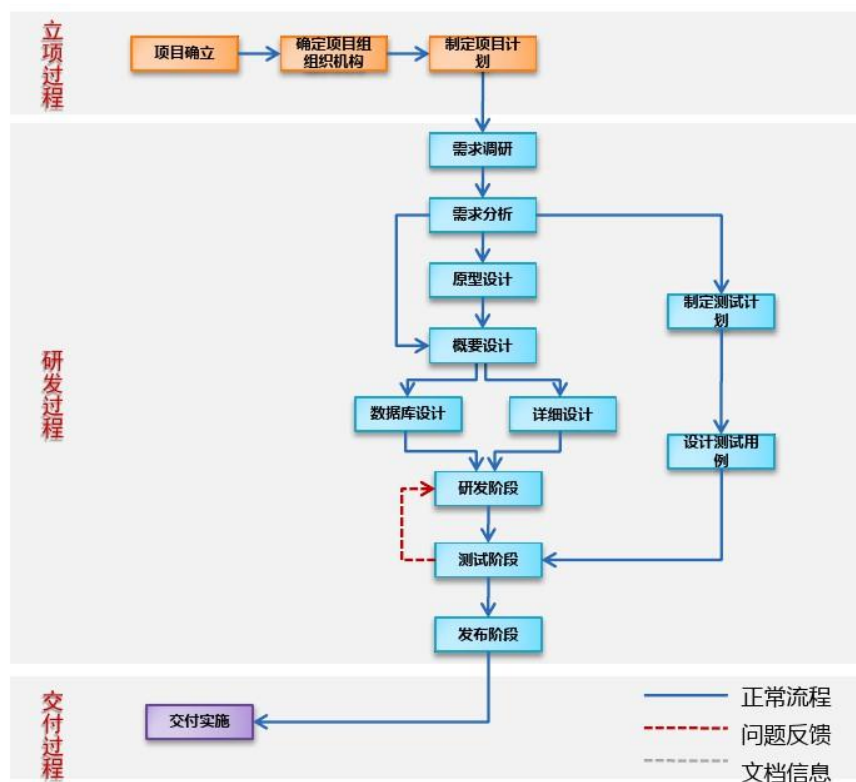 立项过程
项目确立
确定项目组
组织机构
制定项目计
划
研发过程
需求调研
需求分析
原型设计
制定测试计
划
概要设计
数据库设计
详细设计
设计测试用
例
研发阶段
测试阶段
发布阶段
交付过程
交付实施
正常流程
问题反馈
文档信息